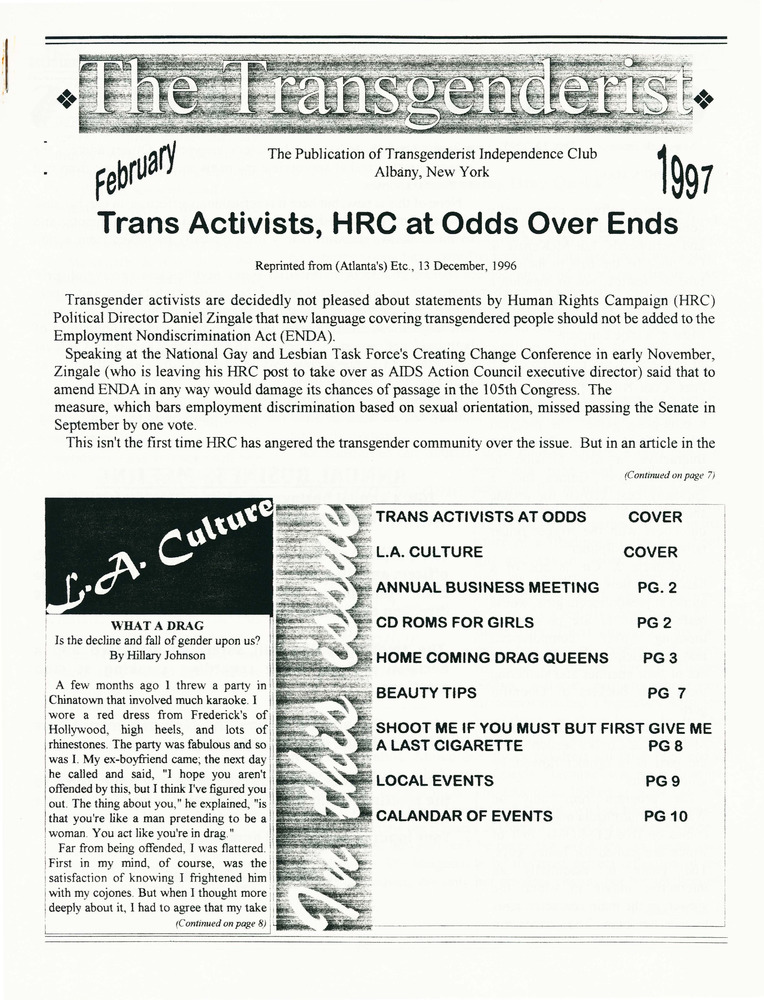 The Transgenderist
February
The Publication of Transgenderist Independence Club
Albany, New York
1997
Trans Activists, HRC at Odds Over Ends
Reprinted from (Atlanta's) Etc., 13 December, 1996
Transgender activists are decidedly not pleased about statements by Human Rights Campaign (HRC)
Political Director Daniel Zingale that new language covering transgendered people should not be added to the
Employment Nondiscrimination Act (ENDA).
Speaking at the National Gay and Lesbian Task Force's Creating Change Conference in early November,
Zingale (who is leaving his HRC post to take over as AIDS Action Council executive director) said that to
amend ENDA in any way would damage its chances of passage in the 105th Congress. The
measure, which bars employment discrimination based on sexual orientation, missed passing the Senate in
September by one vote.
This isn't the first time HRC has angered the transgender community over the issue. But in an article in the
(Continued on page 7)
L.A. Culture
WHAT A DRAG
Is the decline and fall of gender upon us?
By Hillary Johnson
A few months ago I threw a party in
Chinatown that involved much karaoke. I
wore a red dress from Frederick's of
Hollywood, high heels, and lots of
rhinestones. The party was fabulous and so
was I. My ex-boyfriend came; the next day
he called and said, "I hope you aren't
offended by this, but I think I've figured you
out. The thing about you," he explained, "is
that you're like a man pretending to be a
woman. You act like you're in drag."
Far from being offended, I was flattered.
First in my mind, of course, was the
satisfaction of knowing I frightened him
with my cojones. But when I thought more
deeply about it, I had to agree that my take
(Continued on page 8)
In this issue
TRANS ACTIVISTS AT ODDS COVER
L.A. CULTURE COVER
ANNUAL BUSINESS MEETING PG. 2
CD ROMS FOR GIRLS PG 2
HOME COMING DRAG QUEENS PG 3
BEAUTY TIPS PG 7
SHOOT ME IF YOU MUST BUT FIRST GIVE ME
A LAST CIGARETTE PG 8
LOCAL EVENTS PG 9
CALANDAR OF EVENTS PG 10